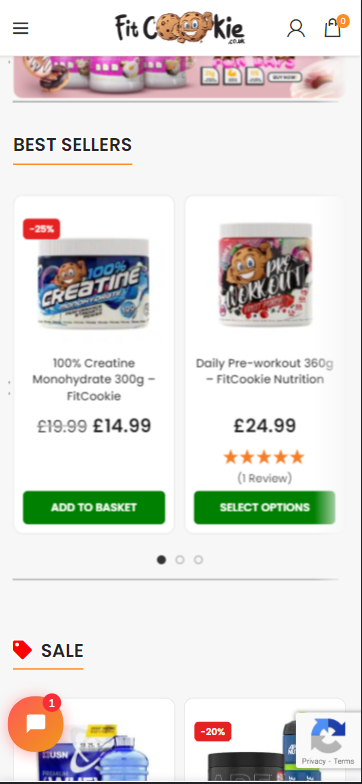 Fit Cookie
.co.uk
0
BUY NOW!
BEST SELLERS
-25%
100%
CREATINE
MONOHYDRATE
PRE
WORKOUT
100% Creatine
Monohydrate 300g –
FitCookie
Daily Pre-workout 360g
– FitCookie Nutrition
£19.99 £14.99
£24.99
(1 Review)
ADD TO BASKET
SELECT OPTIONS
SALE
1
USN
-20%
Privacy - Terms